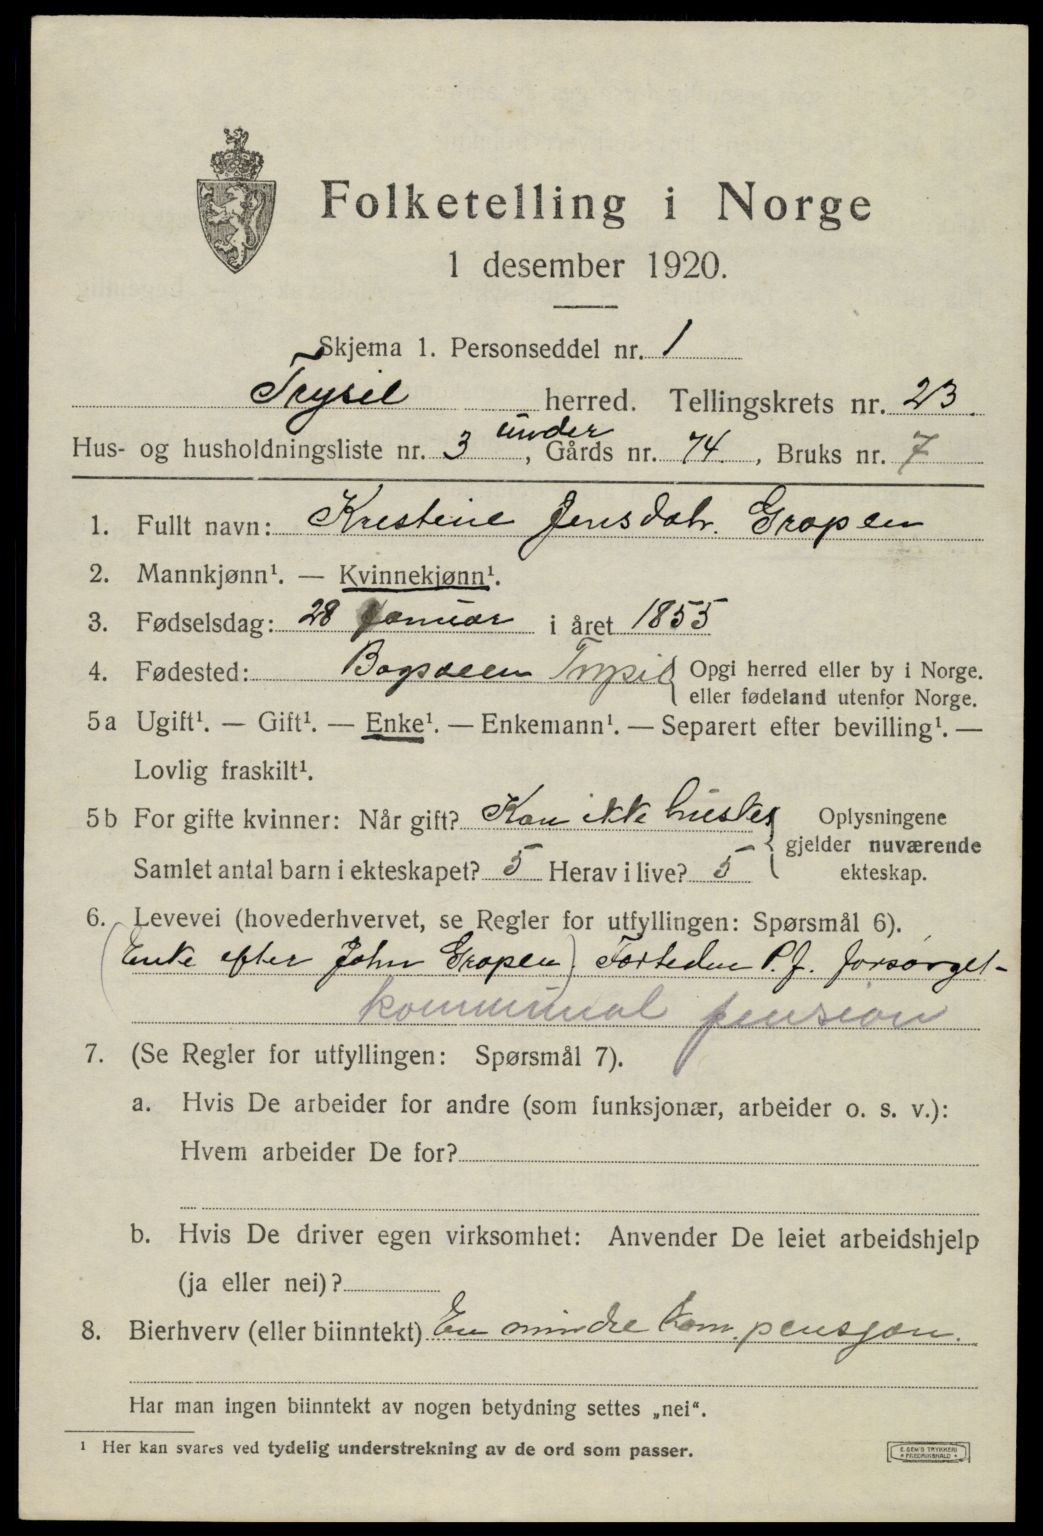 Folketelling i Norge
1 desember 1920.
Skjema 1. Personseddel nr. 1
Trysil herred. Tellingskrets nr. 23.
Hus- og husholdningsliste nr. 3 under, Gårds nr. 74, Bruks nr. 7
1. Fullt navn: Kristine Jensdatr. Gropen
2. Mannkjønn¹. — Kvinnekjønn¹.
3. Fødselsdag: 28 januar i året 1855
4. Fødested: Trysil { Opgi herred eller by i Norge.
eller fødeland utenfor Norge.
5a Ugift¹. — Gift¹. — Enke¹. — Enkemann¹. — Separert efter bevilling¹. —
Lovlig fraskilt¹.
5b For gifte kvinner: Når gift? Kan ikke huskes { Oplysningene
gjelder nuværende
Samlet antal barn i ekteskapet? 5 Herav i live? 5
ekteskap.
6. Levevei (hovederhvervet, se Regler for utfyllingen: Spørsmål 6).
(Enke efter John Gropen) P.f. forsørget-
kommunal pension
7. (Se Regler for utfyllingen: Spørsmål 7).
a. Hvis De arbeider for andre (som funksjonær, arbeider o. s. v.):
Hvem arbeider De for?
b. Hvis De driver egen virksomhet: Anvender De leiet arbeidshjelp
(ja eller nei)?
8. Bierhverv (eller biinntekt) En mindre kom. pensjon.
Har man ingen biinntekt av nogen betydning settes „nei“.
¹ Her kan svares ved tydelig understrekning av de ord som passer.
E. SEM'S TRYKKERI
* FREDRIKSHALD *